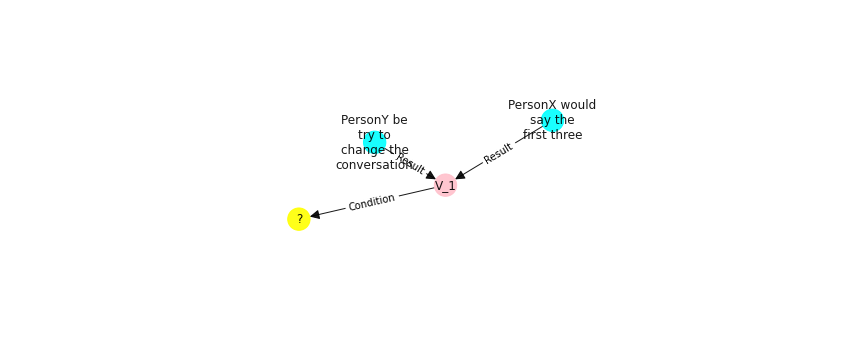 PersonX would
say the
first three
PersonY be
try to
change the
conversation
Result
Result
V_1
Condition
?